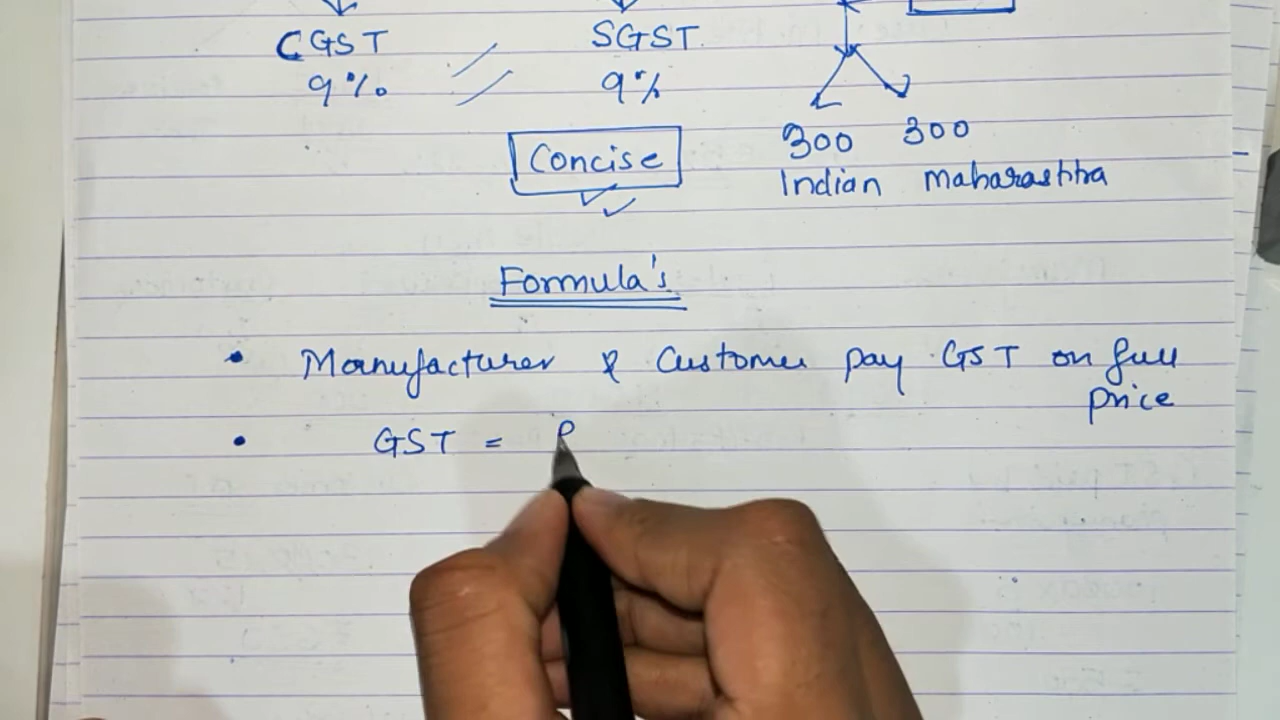 CGST SGST
9% 9%
300 300
Concise
Indian maharashtra
Formula's
• Manufacturer & Customer pay GST on full
price
• GST = P